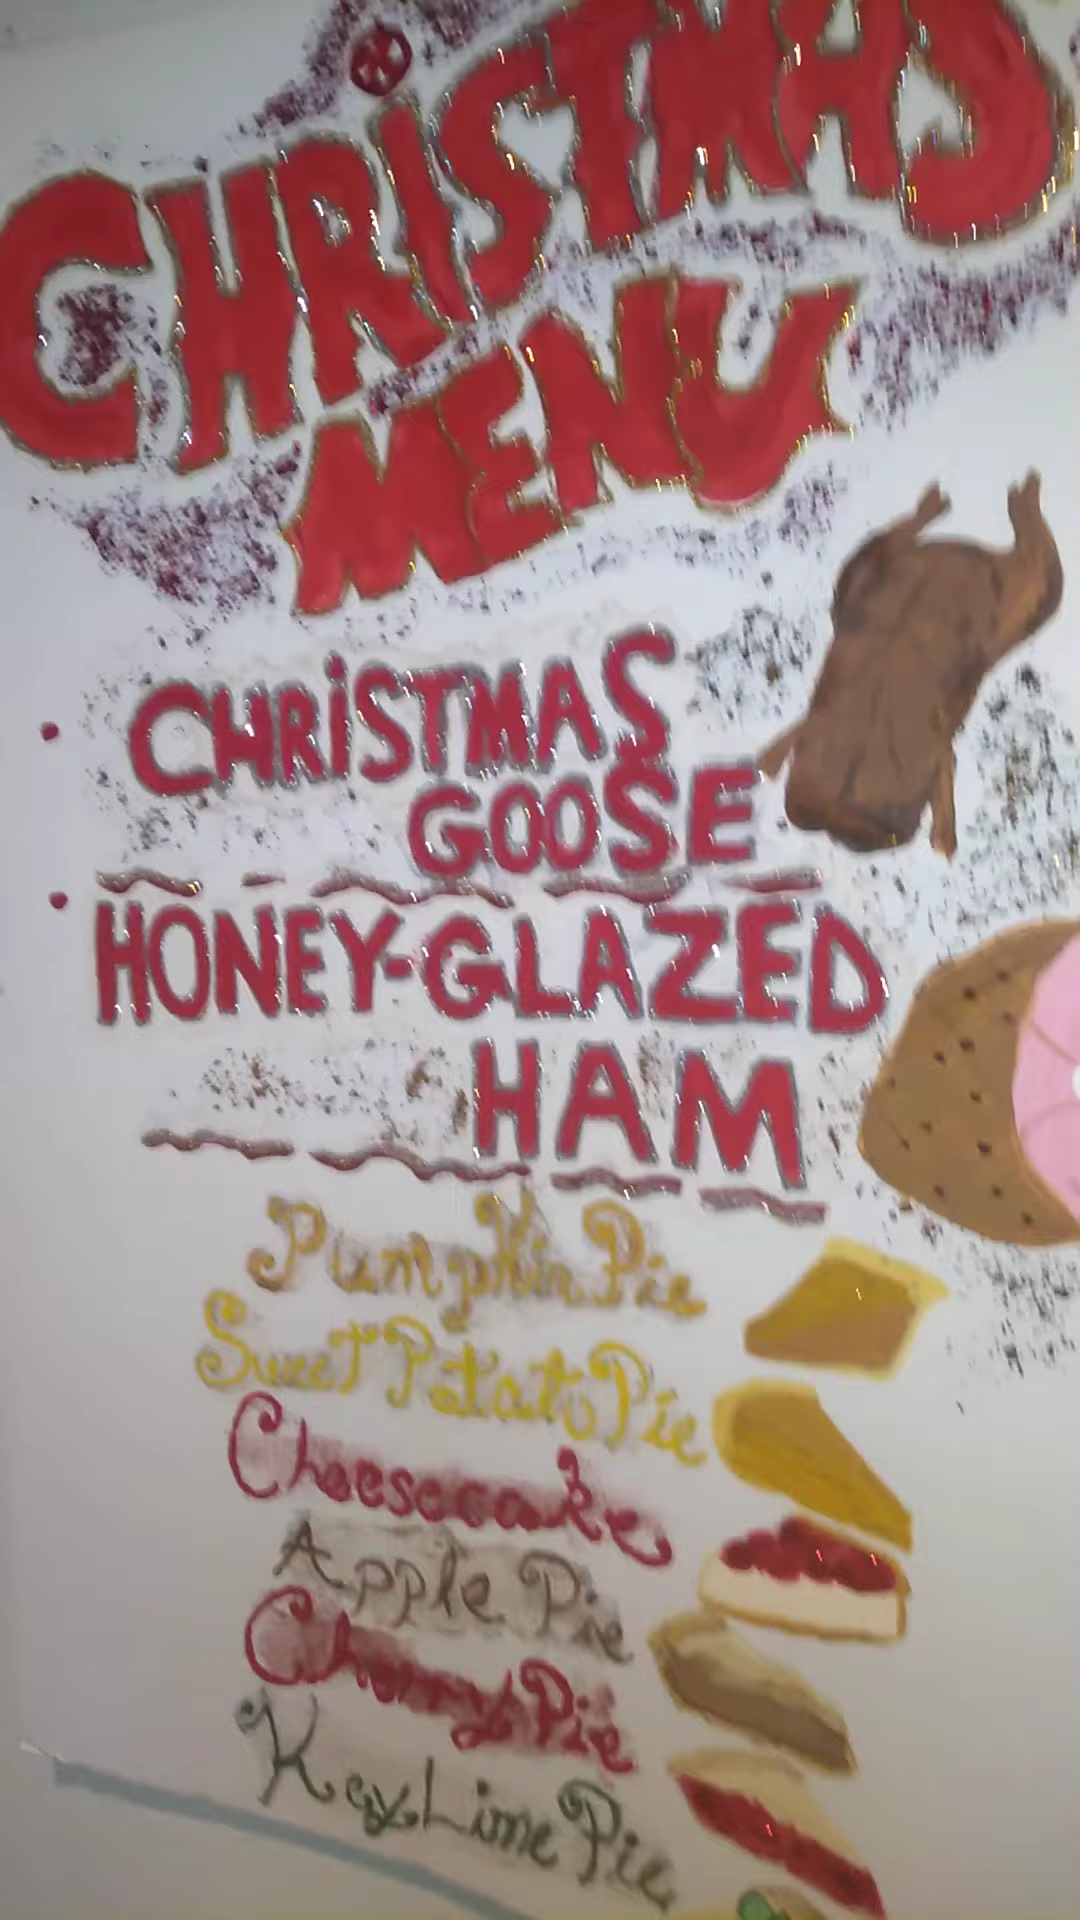 CHRiSTMAS
MENU
CHRiSTMAS
GOOSE
HONEY-GLAZED
HAM
Pumpkin Pie
Sweet Potato Pie
Cheesecake
Apple Pie
Cherry Pie
Key Lime Pie